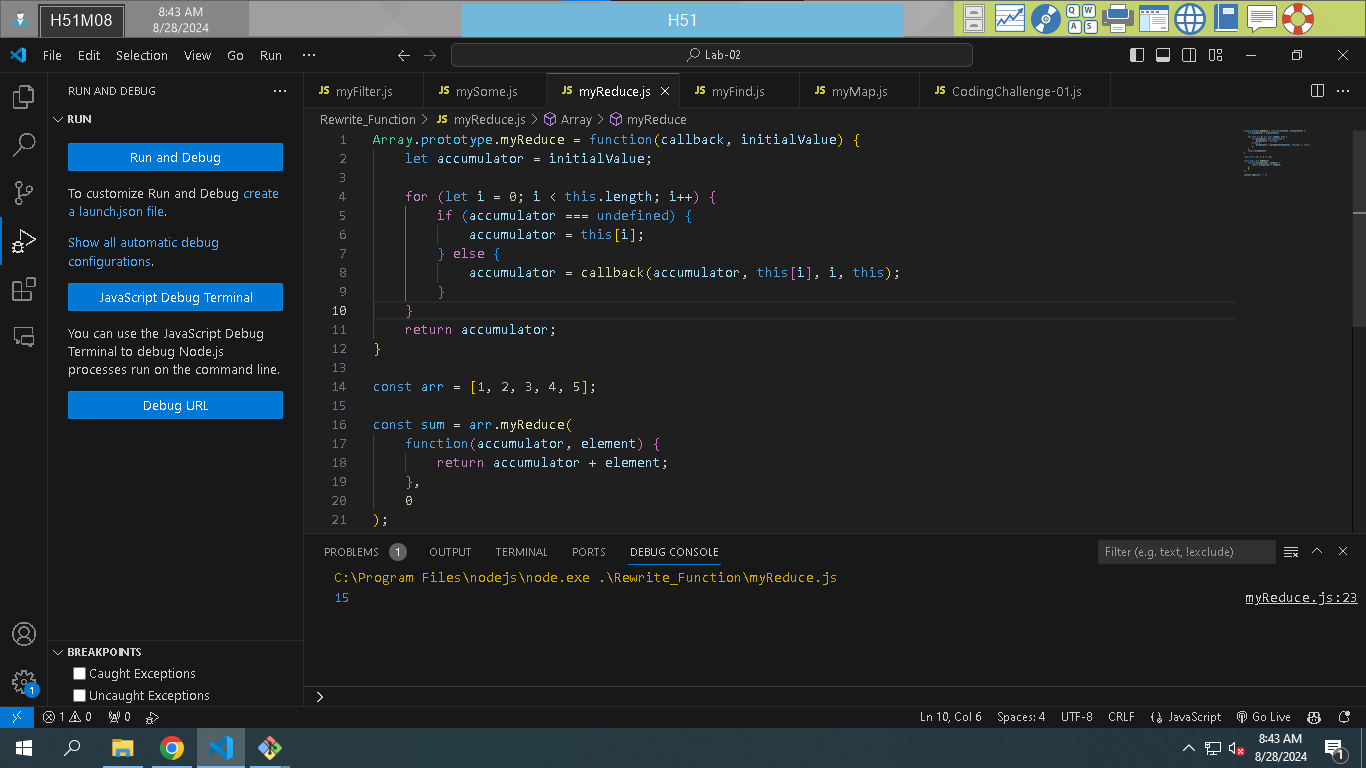 H51M08
8:43 AM
8/28/2024
H51
Q W
A S
File Edit Selection View Go Run ···
Lab-02
RUN AND DEBUG ···
RUN
Run and Debug
To customize Run and Debug create
a launch.json file.
Show all automatic debug
configurations.
JavaScript Debug Terminal
You can use the JavaScript Debug
Terminal to debug Node.js
processes run on the command line.
Debug URL
BREAKPOINTS
Caught Exceptions
Uncaught Exceptions
JS myFilter.js JS mySome.js JS myReduce.js JS myFind.js JS myMap.js JS CodingChallenge-01.js
Rewrite_Function > JS myReduce.js > Array > myReduce
1 Array.prototype.myReduce = function(callback, initialValue) {
2 let accumulator = initialValue;
3
4 for (let i = 0; i < this.length; i++) {
5 if (accumulator === undefined) {
6 accumulator = this[i];
7 } else {
8 accumulator = callback(accumulator, this[i], i, this);
9 }
10 }
11 return accumulator;
12 }
13
14 const arr = [1, 2, 3, 4, 5];
15
16 const sum = arr.myReduce(
17 function(accumulator, element) {
18 return accumulator + element;
19 },
20 0
21 );
PROBLEMS 1 OUTPUT TERMINAL PORTS DEBUG CONSOLE Filter (e.g. text, !exclude)
C:\Program Files\nodejs\node.exe .\Rewrite_Function\myReduce.js
15 myReduce.js:23
>
1
1 0 0 Ln 10, Col 6 Spaces: 4 UTF-8 CRLF {} JavaScript Go Live
8:43 AM
8/28/2024
1